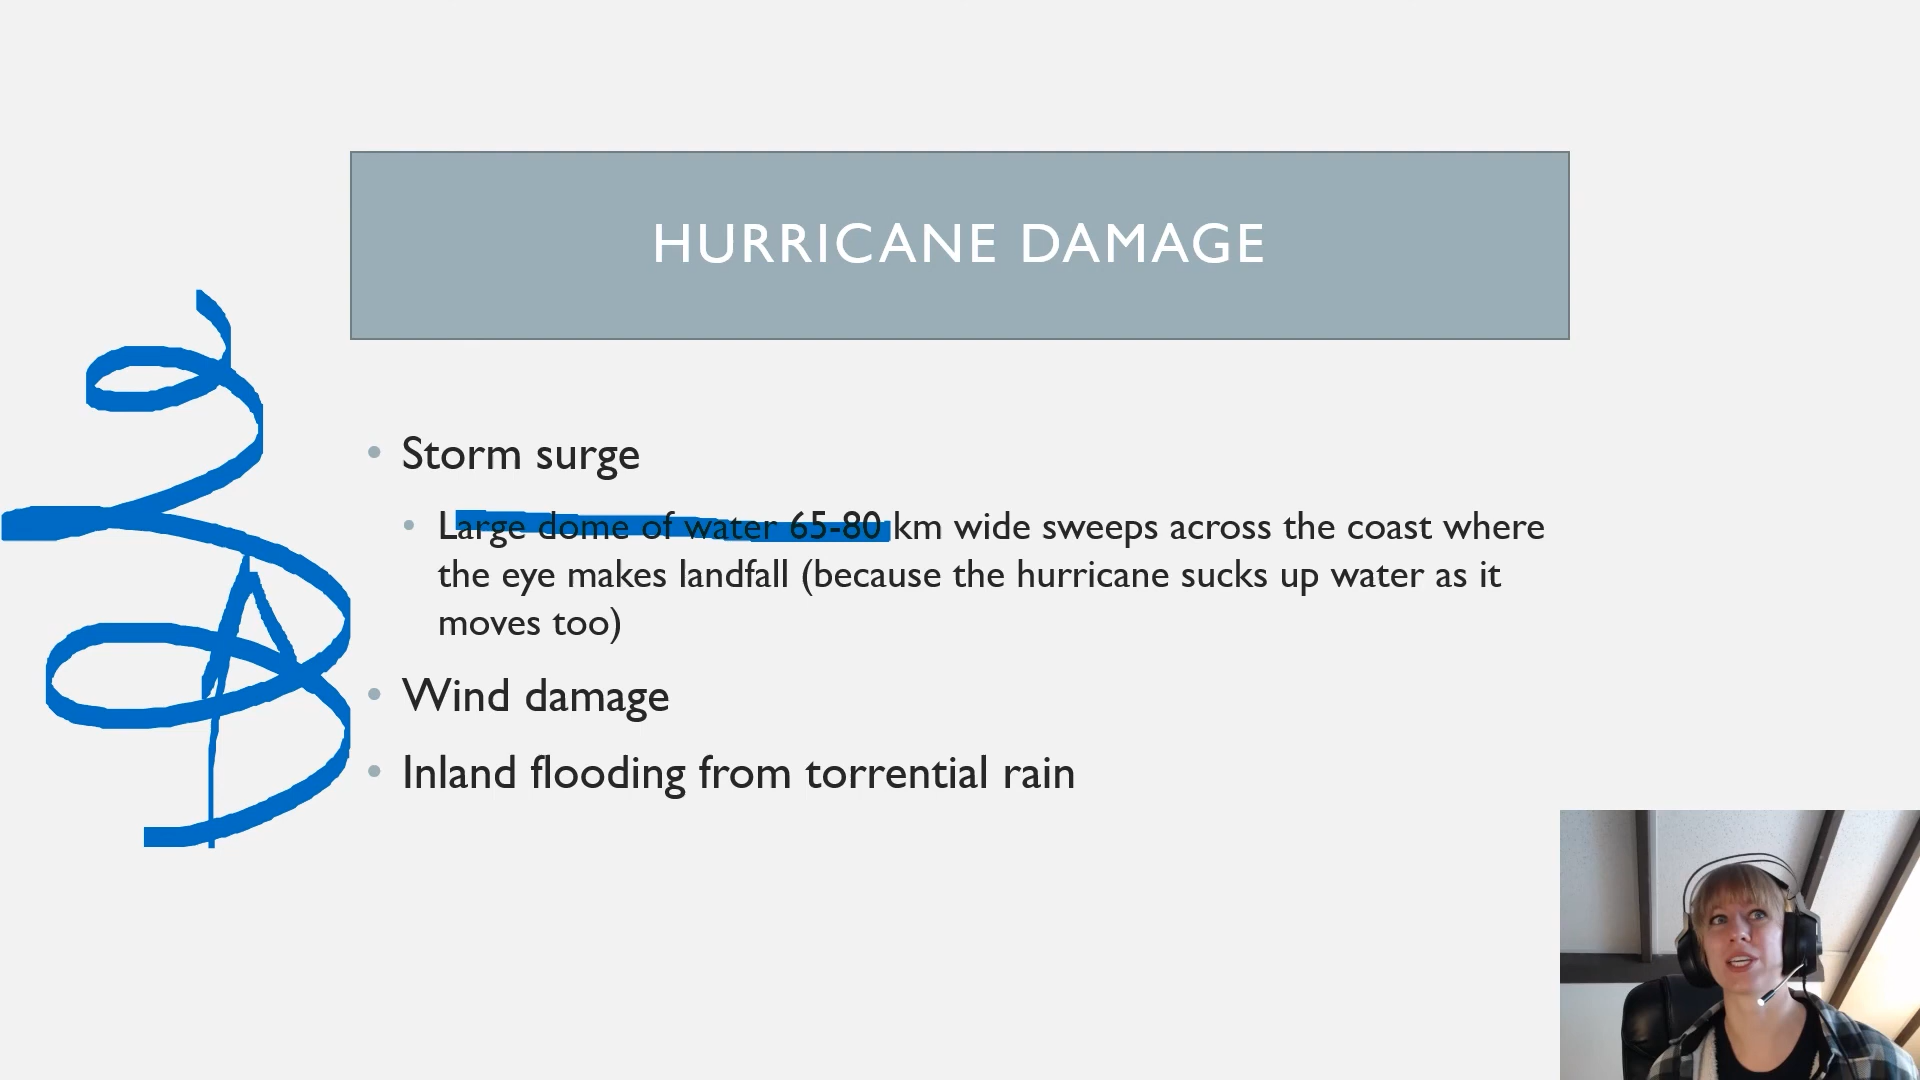 HURRICANE DAMAGE
• Storm surge
• Large dome of water 65-80 km wide sweeps across the coast where
the eye makes landfall (because the hurricane sucks up water as it
moves too)
• Wind damage
• Inland flooding from torrential rain